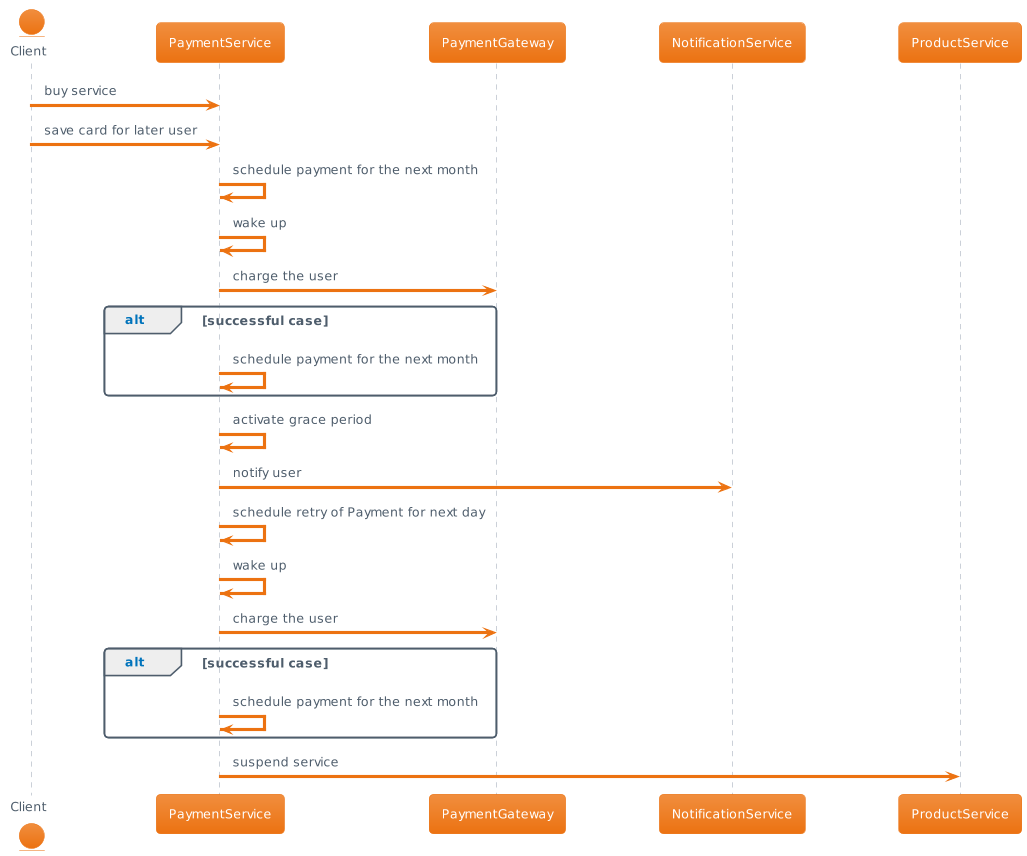 Client
PaymentService
PaymentGateway
NotificationService
ProductService
buy service
save card for later user
schedule payment for the next month
wake up
charge the user
alt
[successful case]
schedule payment for the next month
activate grace period
notify user
schedule retry of Payment for next day
wake up
charge the user
alt
[successful case]
schedule payment for the next month
suspend service
Client
PaymentService
PaymentGateway
NotificationService
ProductService